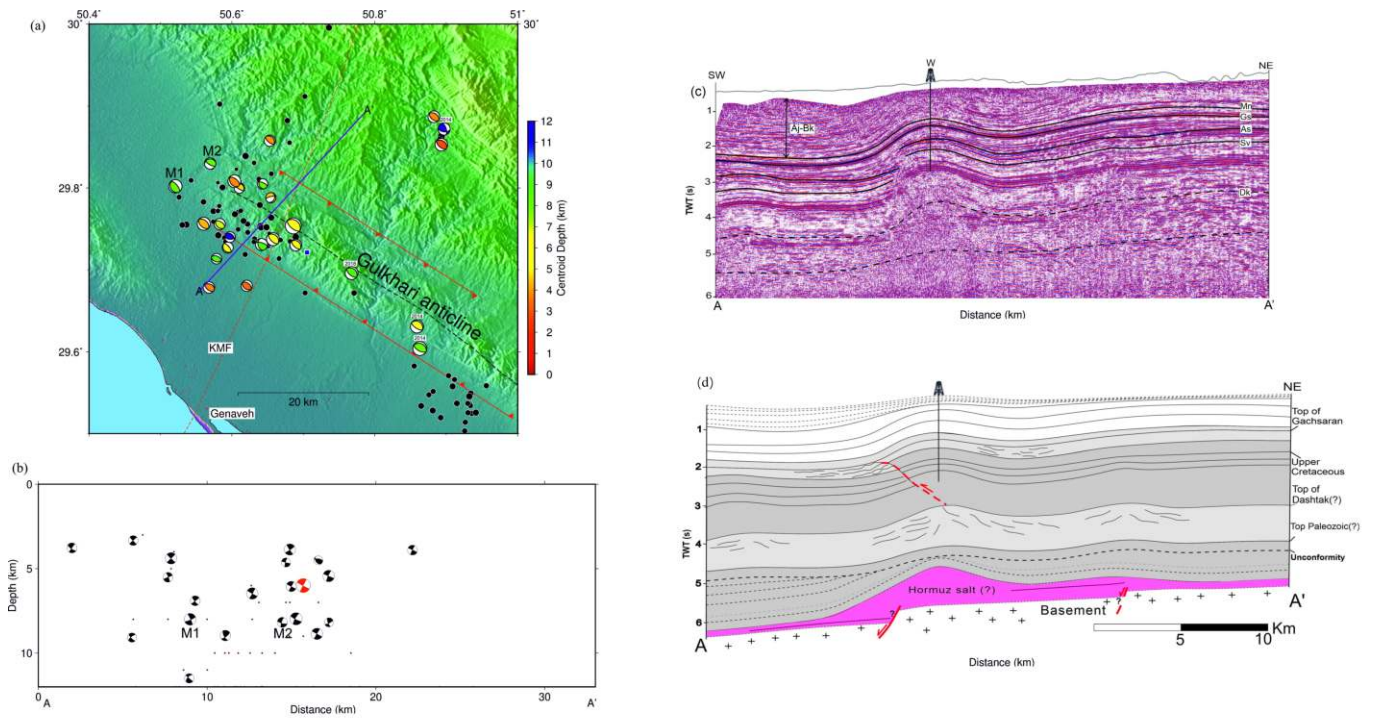 (a)
50.4° 50.6° 50.8° 51°
30° 30°
29.8°
29.6°
A
A'
M1
M2
2014
2018
2014
2014
Gulkhari anticline
KMF
Genaveh
20 km
12
11
10
9
8
7
6
5
4
3
2
1
0
Centroid Depth (km)
(b)
0
5
10
Depth (km)
M1
M2
0 10 20 30
A A'
Distance (km)
(c)
SW W NE
1
2
3
4
5
6
TWT (s)
Aj-Bk
Mn
Gs
As
Sv
Dk
A A'
Distance (km)
(d)
NE
1
2
3
4
5
6
TWT (s)
Top of
Gachsaran
Upper
Cretaceous
Top of
Dashtak(?)
Top Paleozoic(?)
Unconformity
Hormuz salt (?)
?
?
Basement
A A'
5 10 Km
Distance (km)